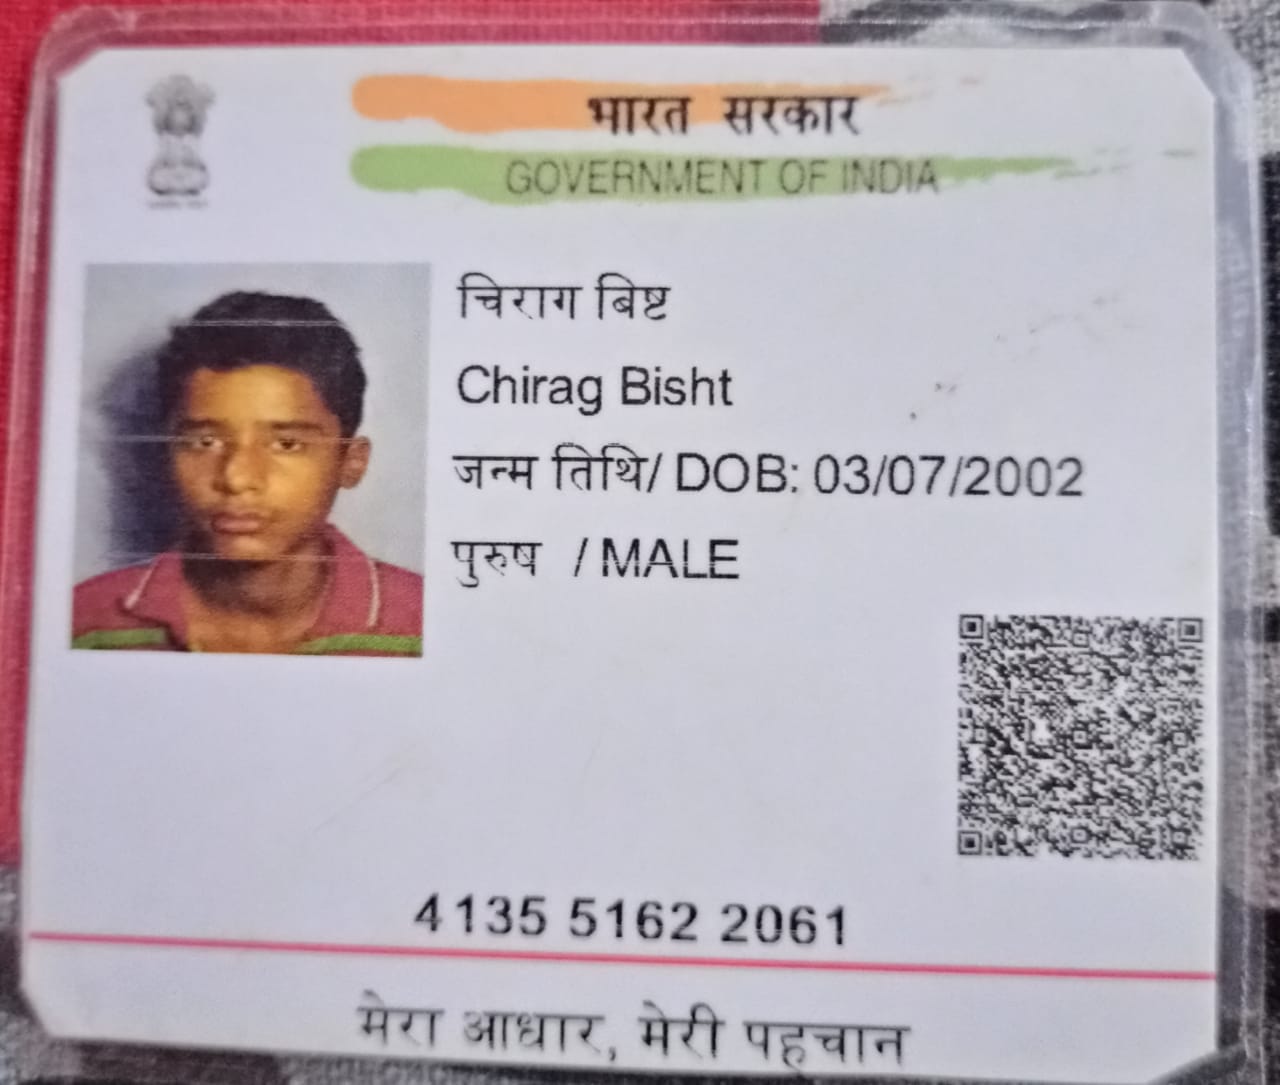 भारत सरकार
GOVERNMENT OF INDIA
चिराग बिष्ट
Chirag Bisht
जन्म तिथि/ DOB: 03/07/2002
पुरुष / MALE
4135 5162 2061
मेरा आधार, मेरी पहचान